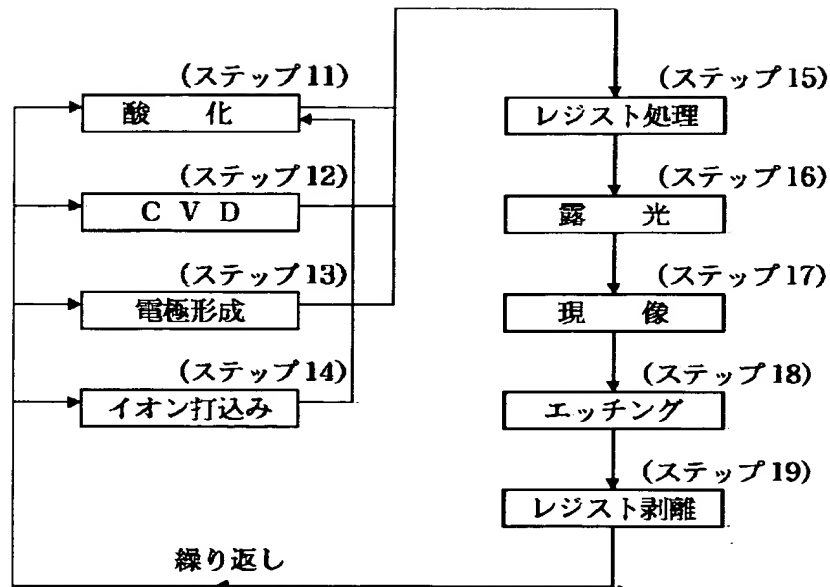 (ステップ11)
酸 化
(ステップ12)
C V D
(ステップ13)
電極形成
(ステップ14)
イオン打込み
(ステップ15)
レジスト処理
(ステップ16)
露 光
(ステップ17)
現 像
(ステップ18)
エッチング
(ステップ19)
レジスト剥離
繰り返し